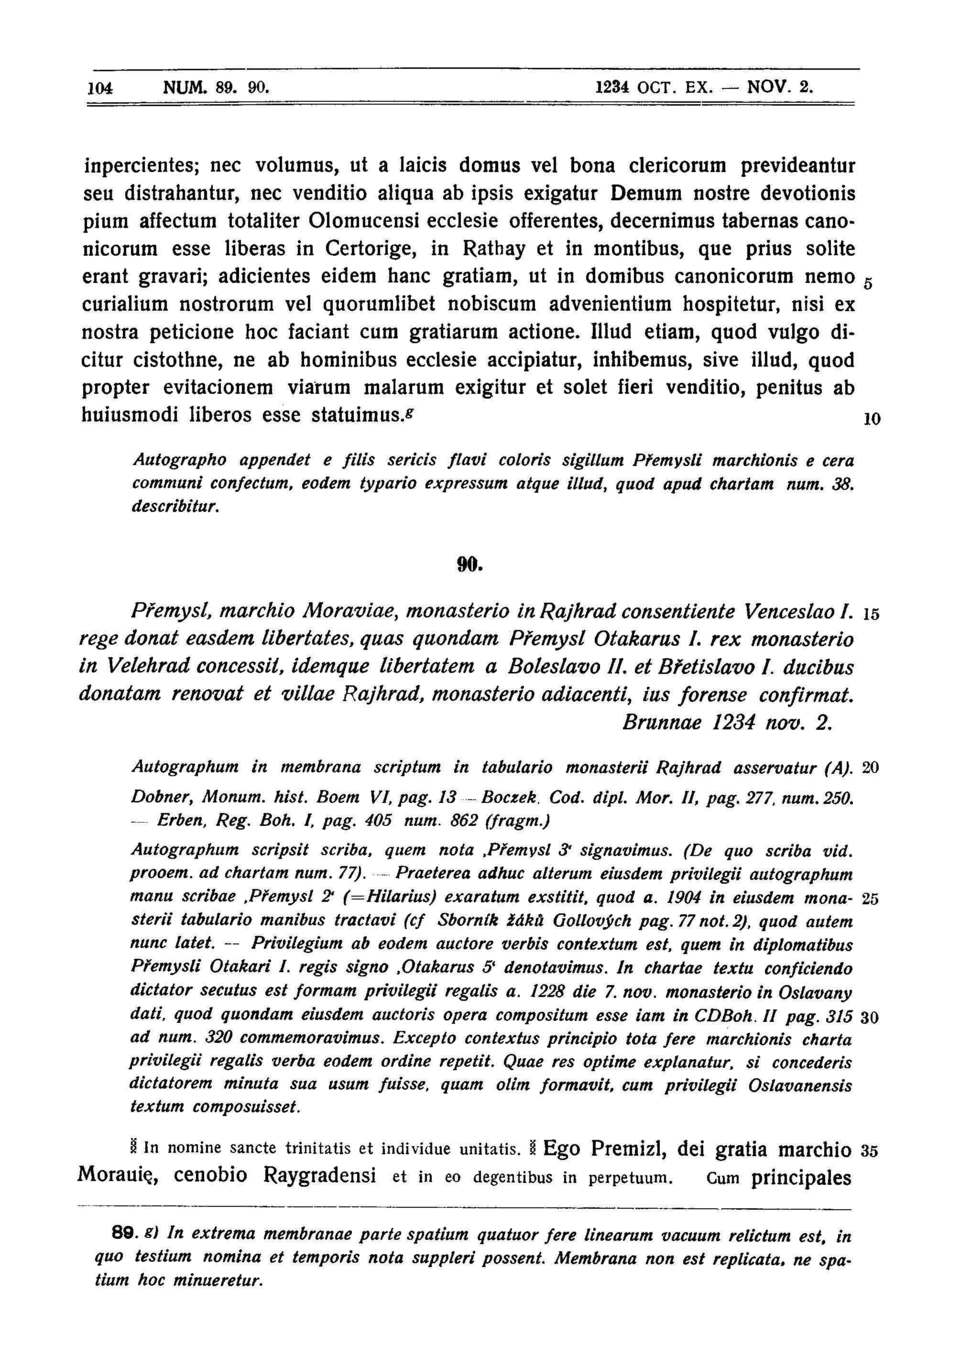 104 NUM. 89. 90. 1234 OCT. EX. — NOV. 2.
inpercientes; nec volumus, ut a laicis domus vel bona clericorum prevideantur
seu distrahantur, nec venditio aliqua ab ipsis exigatur Demum nostre devotionis
pium affectum totaliter Olomucensi ecclesie offerentes, decernimus tabernas cano-
nicorum esse liberas in Certorige, in Rathay et in montibus, que prius solite
erant gravari; adicientes eidem hanc gratiam, ut in domibus canonicorum nemo 5
curialium nostrorum vel quorumlibet nobiscum advenientium hospitetur, nisi ex
nostra peticione hoc faciant cum gratiarum actione. Illud etiam, quod vulgo di-
citur cistothne, ne ab hominibus ecclesie accipiatur, inhibemus, sive illud, quod
propter evitacionem viarum malarum exigitur et solet fieri venditio, penitus ab
huiusmodi liberos esse statuimus.g 10
Autographo appendet e filis sericis flavi coloris sigillum Přemysli marchionis e cera
communi confectum, eodem typario expressum atque illud, quod apud chartam num. 38.
describitur.
90.
Přemysl, marchio Moraviae, monasterio in Rajhrad consentiente Venceslao I. 15
rege donat easdem libertates, quas quondam Přemysl Otakarus I. rex monasterio
in Velehrad concessit, idemque libertatem a Boleslavo II. et Břetislavo I. ducibus
donatam renovat et villae Rajhrad, monasterio adiacenti, ius forense confirmat.
Brunnae 1234 nov. 2.
Autographum in membrana scriptum in tabulario monasterii Rajhrad asservatur (A). 20
Dobner, Monum. hist. Boem VI, pag. 13 — Boczek. Cod. dipl. Mor. II, pag. 277, num. 250.
— Erben, Reg. Boh. I, pag. 405 num. 862 (fragm.)
Autographum scripsit scriba, quem nota ‚Přemysl 3‘ signavimus. (De quo scriba vid.
prooem. ad chartam num. 77). — Praeterea adhuc alterum eiusdem privilegii autographum
manu scribae ‚Přemysl 2‘ (=Hilarius) exaratum exstitit, quod a. 1904 in eiusdem mona- 25
sterii tabulario manibus tractavi (cf Sborník žáků Gollových pag. 77 not. 2), quod autem
nunc latet. — Privilegium ab eodem auctore verbis contextum est, quem in diplomatibus
Přemysli Otakari I. regis signo ‚Otakarus 5‘ denotavimus. In chartae textu conficiendo
dictator secutus est formam privilegii regalis a. 1228 die 7. nov. monasterio in Oslavany
dati, quod quondam eiusdem auctoris opera compositum esse iam in CDBoh. II pag. 315 30
ad num. 320 commemoravimus. Excepto contextus principio tota fere marchionis charta
privilegii regalis verba eodem ordine repetit. Quae res optime explanatur, si concederis
dictatorem minuta sua usum fuisse, quam olim formavit, cum privilegii Oslavanensis
textum composuisset.
In nomine sancte trinitatis et individue unitatis. Ego Premizl, dei gratia marchio 35
Morauię, cenobio Raygradensi et in eo degentibus in perpetuum. Cum principales
89. g) In extrema membranae parte spatium quatuor fere linearum vacuum relictum est, in
quo testium nomina et temporis nota suppleri possent. Membrana non est replicata, ne spa-
tium hoc minueretur.